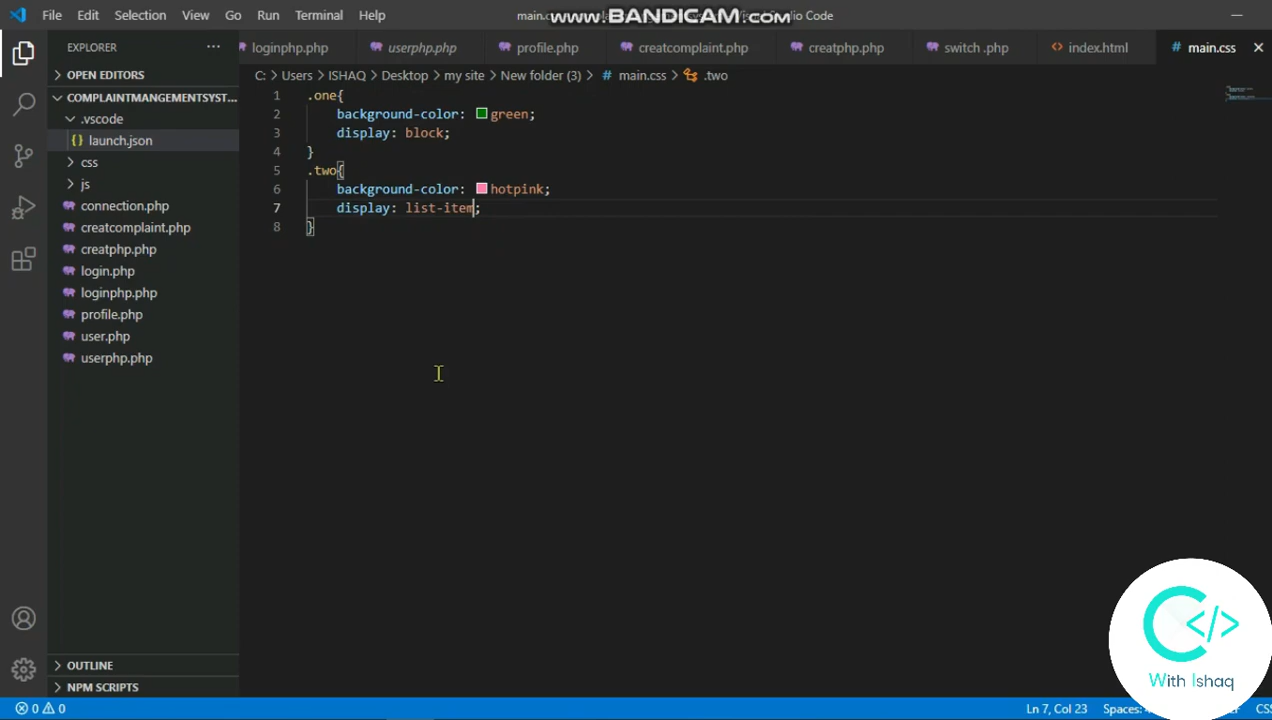 File Edit Selection View Go Run Terminal Help
www.BANDICAM.com
EXPLORER
loginphp.php userphp.php profile.php creatcomplaint.php creatphp.php switch .php index.html main.css
OPEN EDITORS
C: > Users > ISHAQ > Desktop > my site > New folder (3) > # main.css > .two
COMPLAINTMANGEMENTSYST...
.vscode
{} launch.json
css
js
connection.php
creatcomplaint.php
creatphp.php
login.php
loginphp.php
profile.php
user.php
userphp.php
1 .one{
2 background-color: green;
3 display: block;
4 }
5 .two{
6 background-color: hotpink;
7 display: list-item;
8 }
</>
With Ishaq
OUTLINE
NPM SCRIPTS
0 0
Ln 7, Col 23 Spaces: CSS